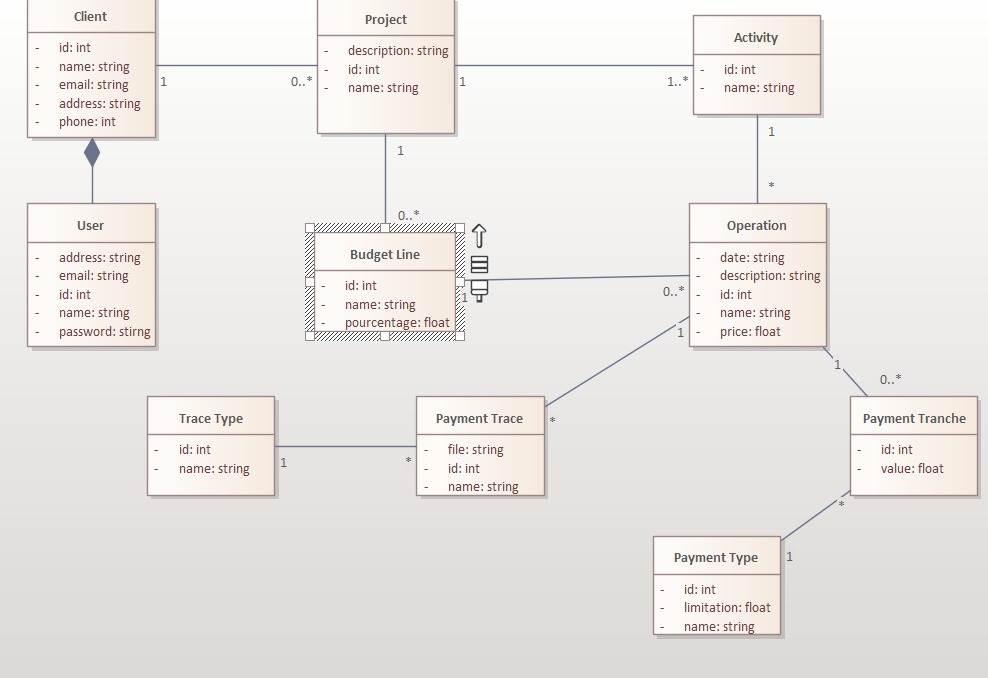 Client
- id: int
- name: string
- email: string
- address: string
- phone: int
1
0..*
Project
- description: string
- id: int
- name: string
1
1..*
Activity
- id: int
- name: string
1
0..*
1
*
User
- address: string
- email: string
- id: int
- name: string
- password: stirng
Budget Line
- id: int
- name: string
- pourcentage: float
1
0..*
Operation
- date: string
- description: string
- id: int
- name: string
- price: float
1
*
1
0..*
Trace Type
- id: int
- name: string
1
*
Payment Trace
- file: string
- id: int
- name: string
Payment Tranche
- id: int
- value: float
*
1
Payment Type
- id: int
- limitation: float
- name: string